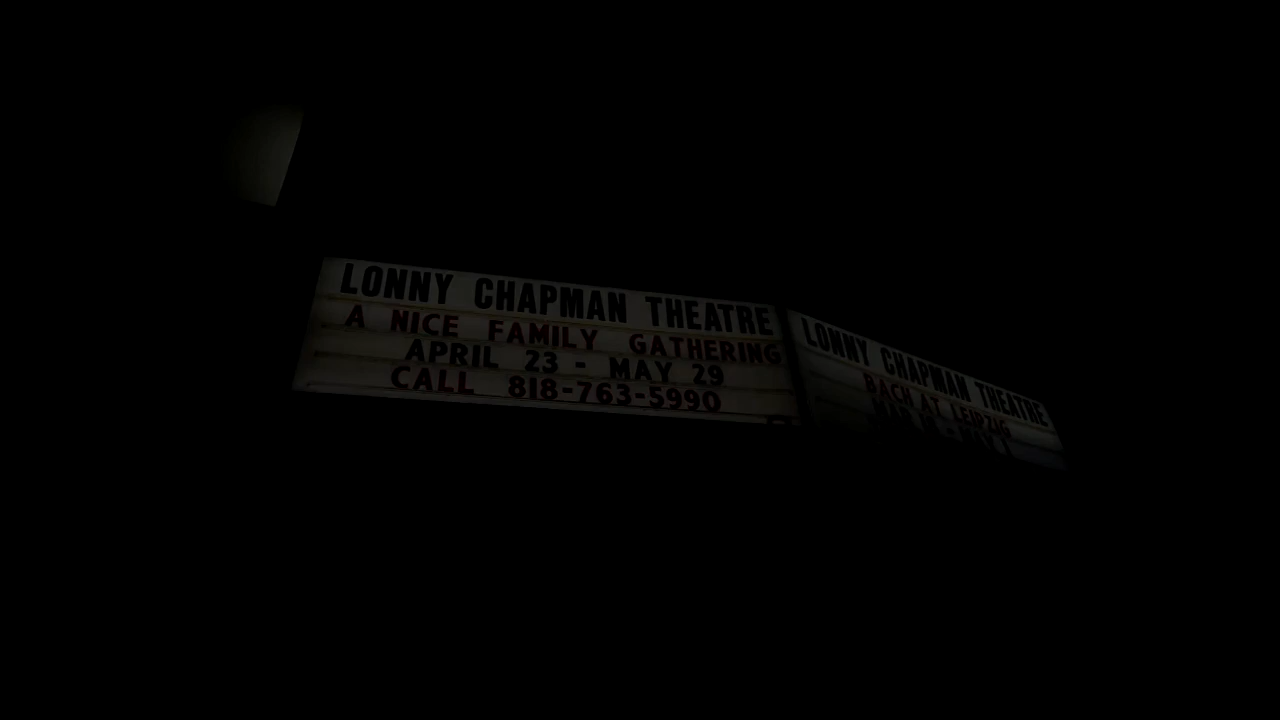 LONNY CHAPMAN THEATRE
A NICE FAMILY GATHERING
APRIL 23 - MAY 29
CALL 818-763-5990
LONNY CHAPMAN THEATRE
BACH AT LEIPZIG